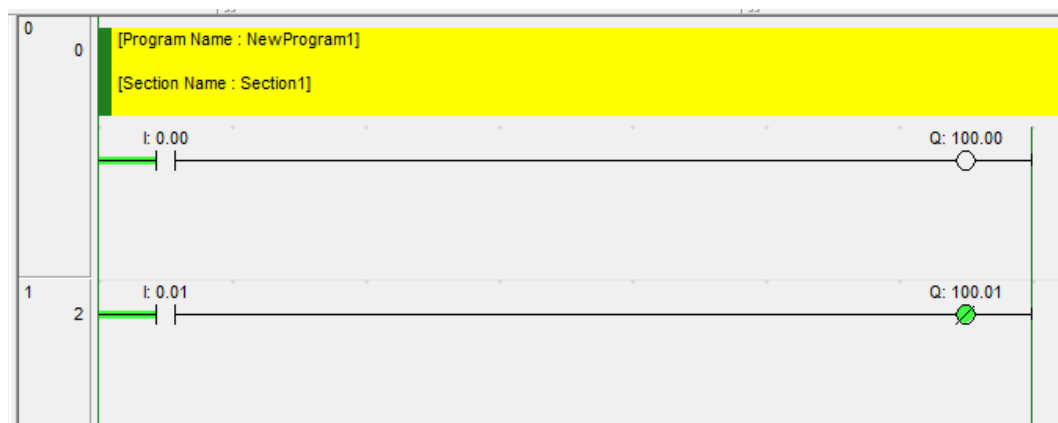 0
0
[Program Name : NewProgram1]
[Section Name : Section1]
I: 0.00
Q: 100.00
1
2
I: 0.01
Q: 100.01